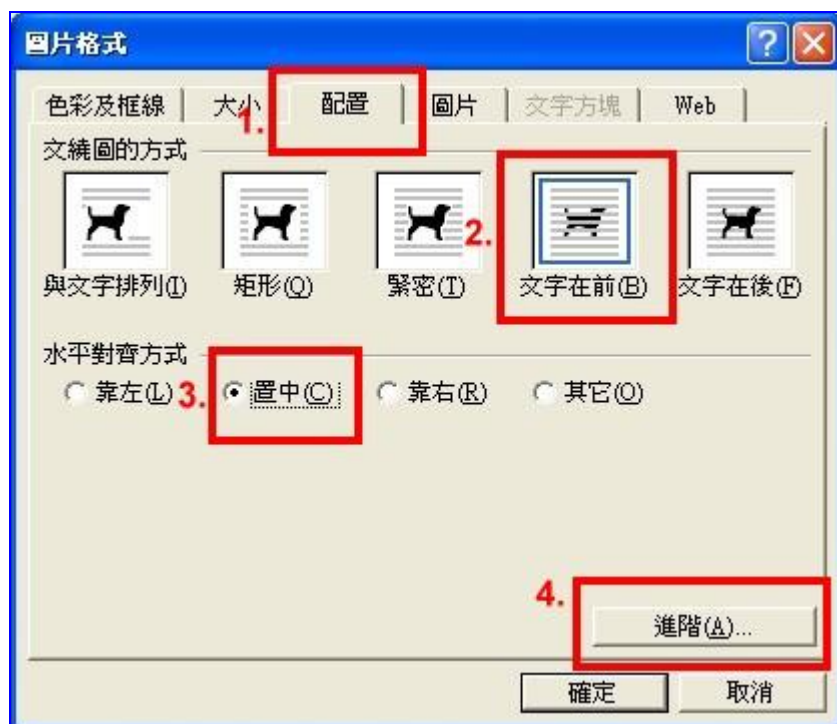 圖片格式
色彩及框線 大小 配置 圖片 文字方塊 Web
1.
文繞圖的方式
2.
與文字排列(I) 矩形(Q) 緊密(T) 文字在前(B) 文字在後(F)
水平對齊方式
靠左(L) 3. 置中(C) 靠右(R) 其它(O)
4.
進階(A)...
確定 取消